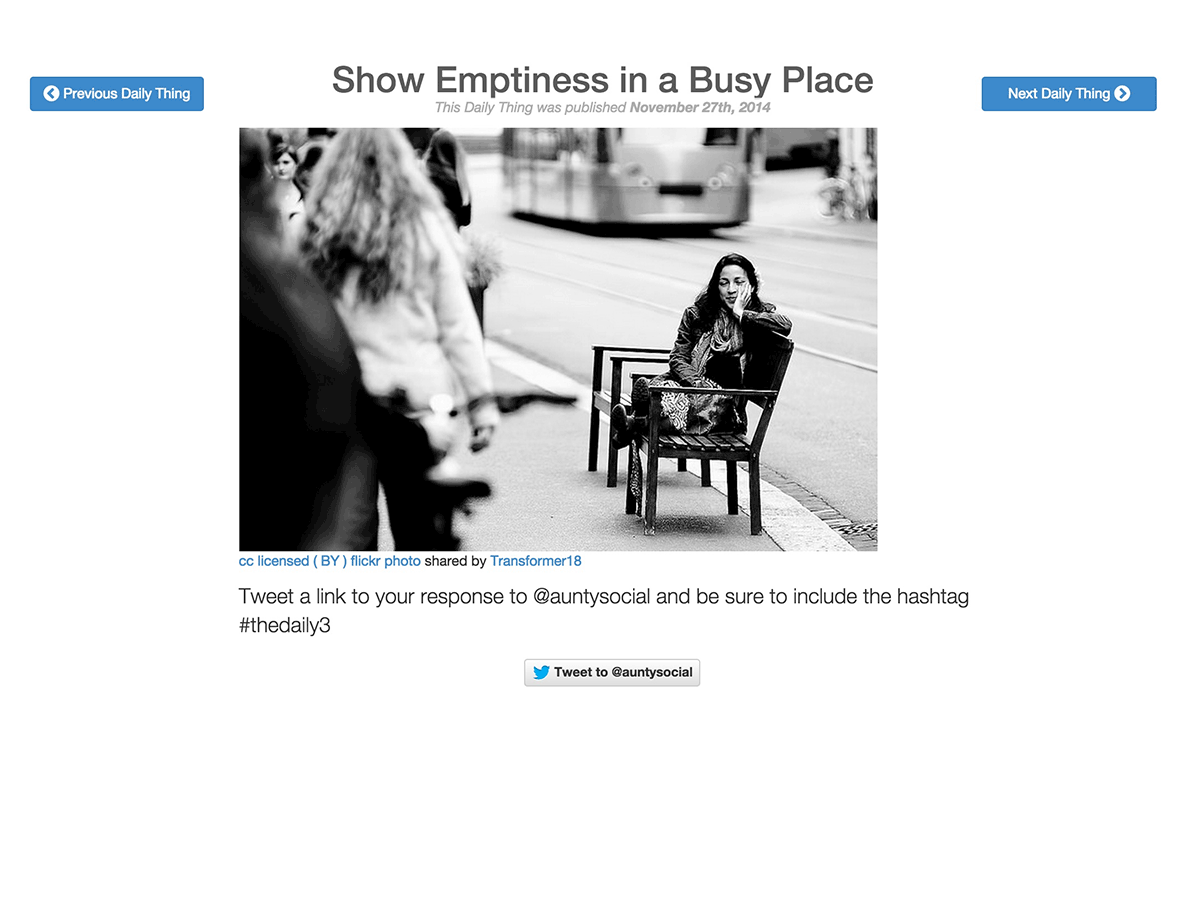 Previous Daily Thing
Show Emptiness in a Busy Place
Next Daily Thing
This Daily Thing was published November 27th, 2014
cc licensed ( BY ) flickr photo shared by Transformer18
Tweet a link to your response to @auntysocial and be sure to include the hashtag
#thedaily3
Tweet to @auntysocial